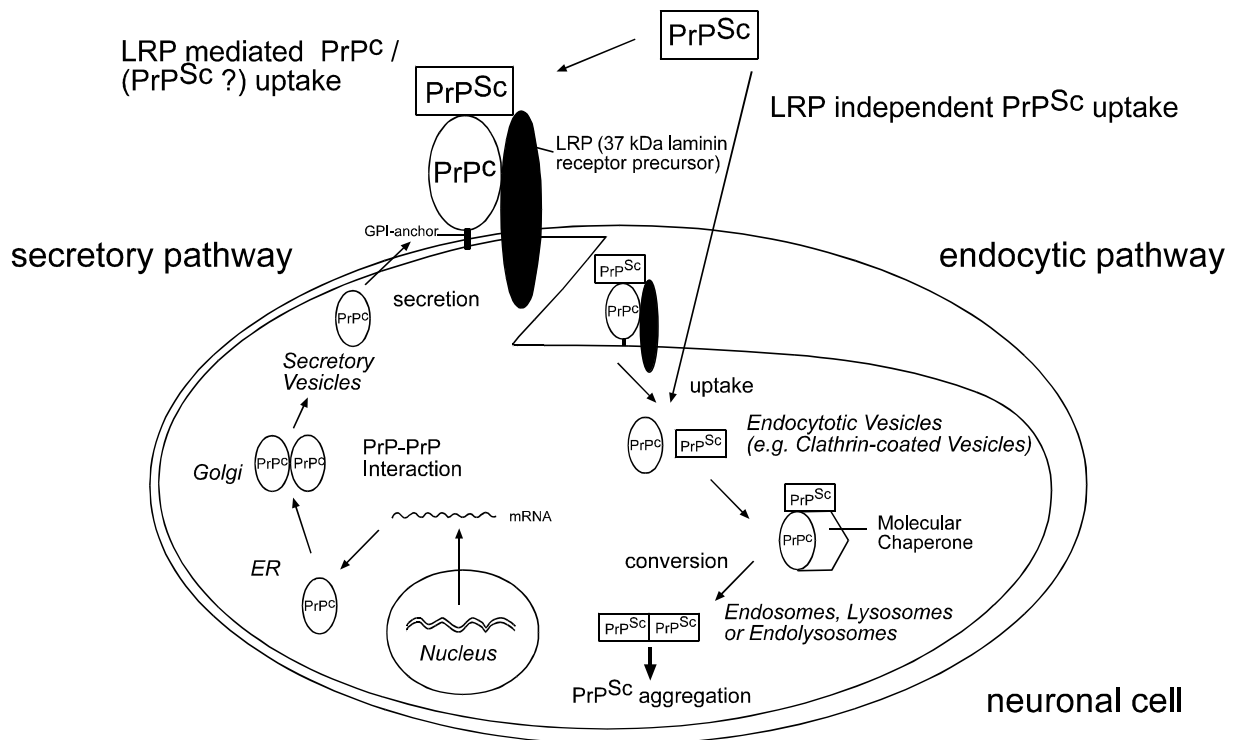 PrPSc
LRP mediated PrPc /
(PrPSc ?) uptake
PrPSc
LRP independent PrPSc uptake
LRP (37 kDa laminin
receptor precursor)
PrPc
GPI-anchor
secretory pathway
endocytic pathway
PrPSc
secretion
PrPc
PrPc
Secretory
Vesicles
uptake
Endocytotic Vesicles
(e.g. Clathrin-coated Vesicles)
PrPc
PrPSc
PrP-PrP
Interaction
Golgi
PrPc
PrPc
PrPSc
mRNA
Molecular
Chaperone
PrPc
conversion
ER
PrPc
Endosomes, Lysosomes
or Endolysosomes
PrPSc
PrPSc
Nucleus
PrPSc aggregation
neuronal cell